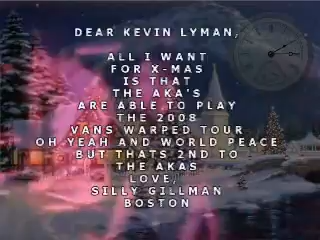 DEAR KEVIN LYMAN,
ALL I WANT
FOR X-MAS
IS THAT
THE AKA'S
ARE ABLE TO PLAY
THE 2008
VANS WARPED TOUR
OH YEAH AND WORLD PEACE
BUT THATS 2ND TO
THE AKAS
LOVE,
SILLY GILLMAN
BOSTON